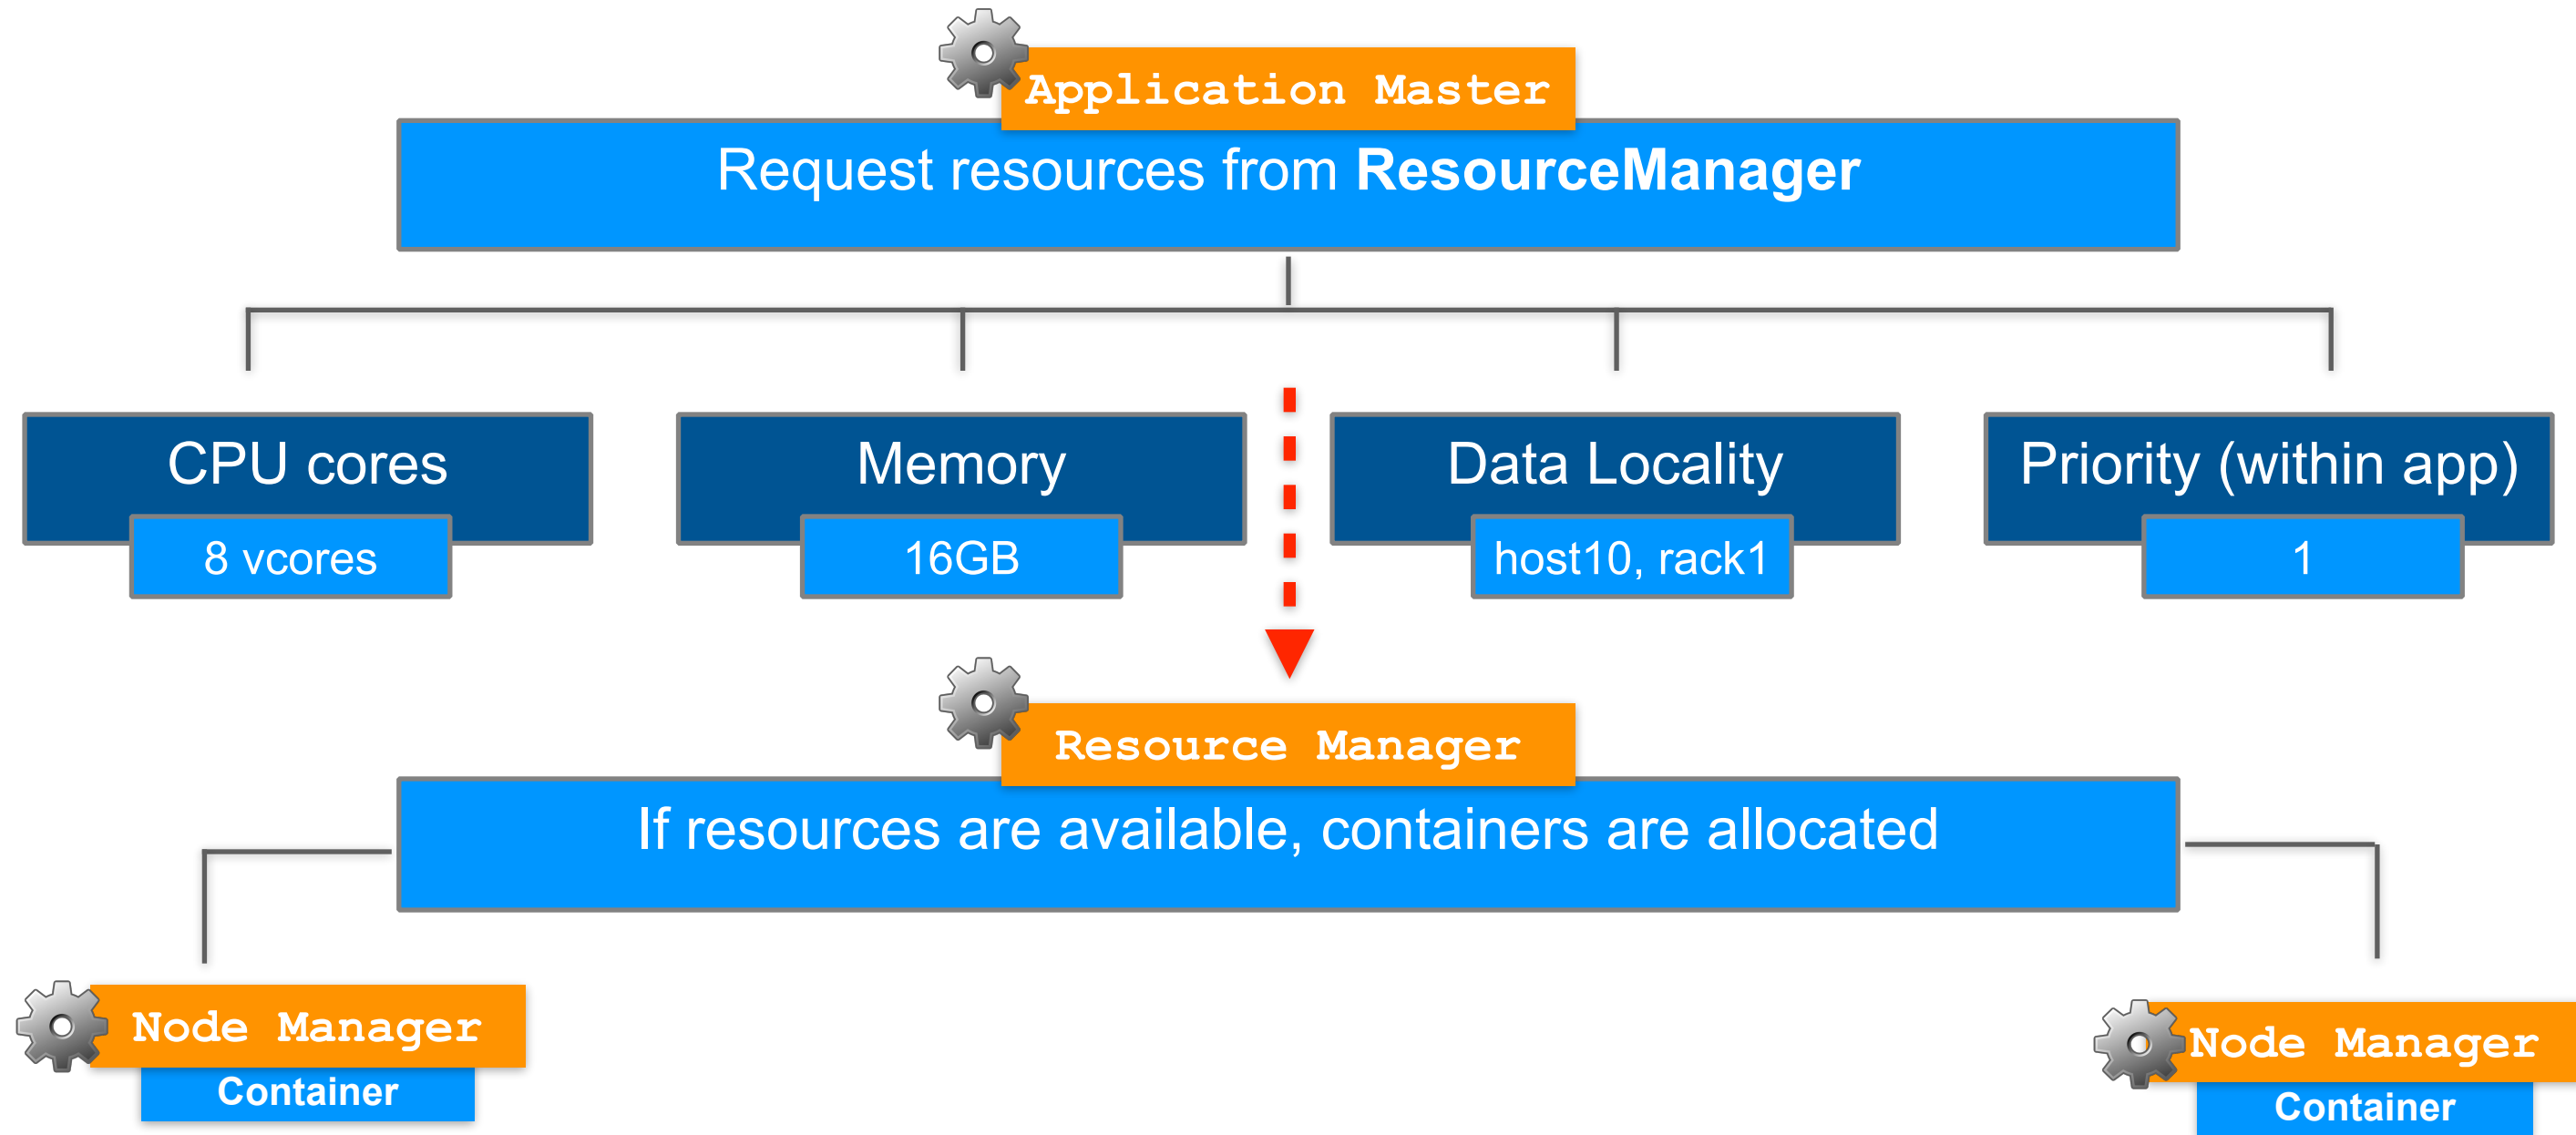 Application Master
Request resources from ResourceManager
CPU cores
8 vcores
Memory
16GB
Data Locality
host10, rack1
Priority (within app)
1
Resource Manager
If resources are available, containers are allocated
Node Manager
Container
Node Manager
Container